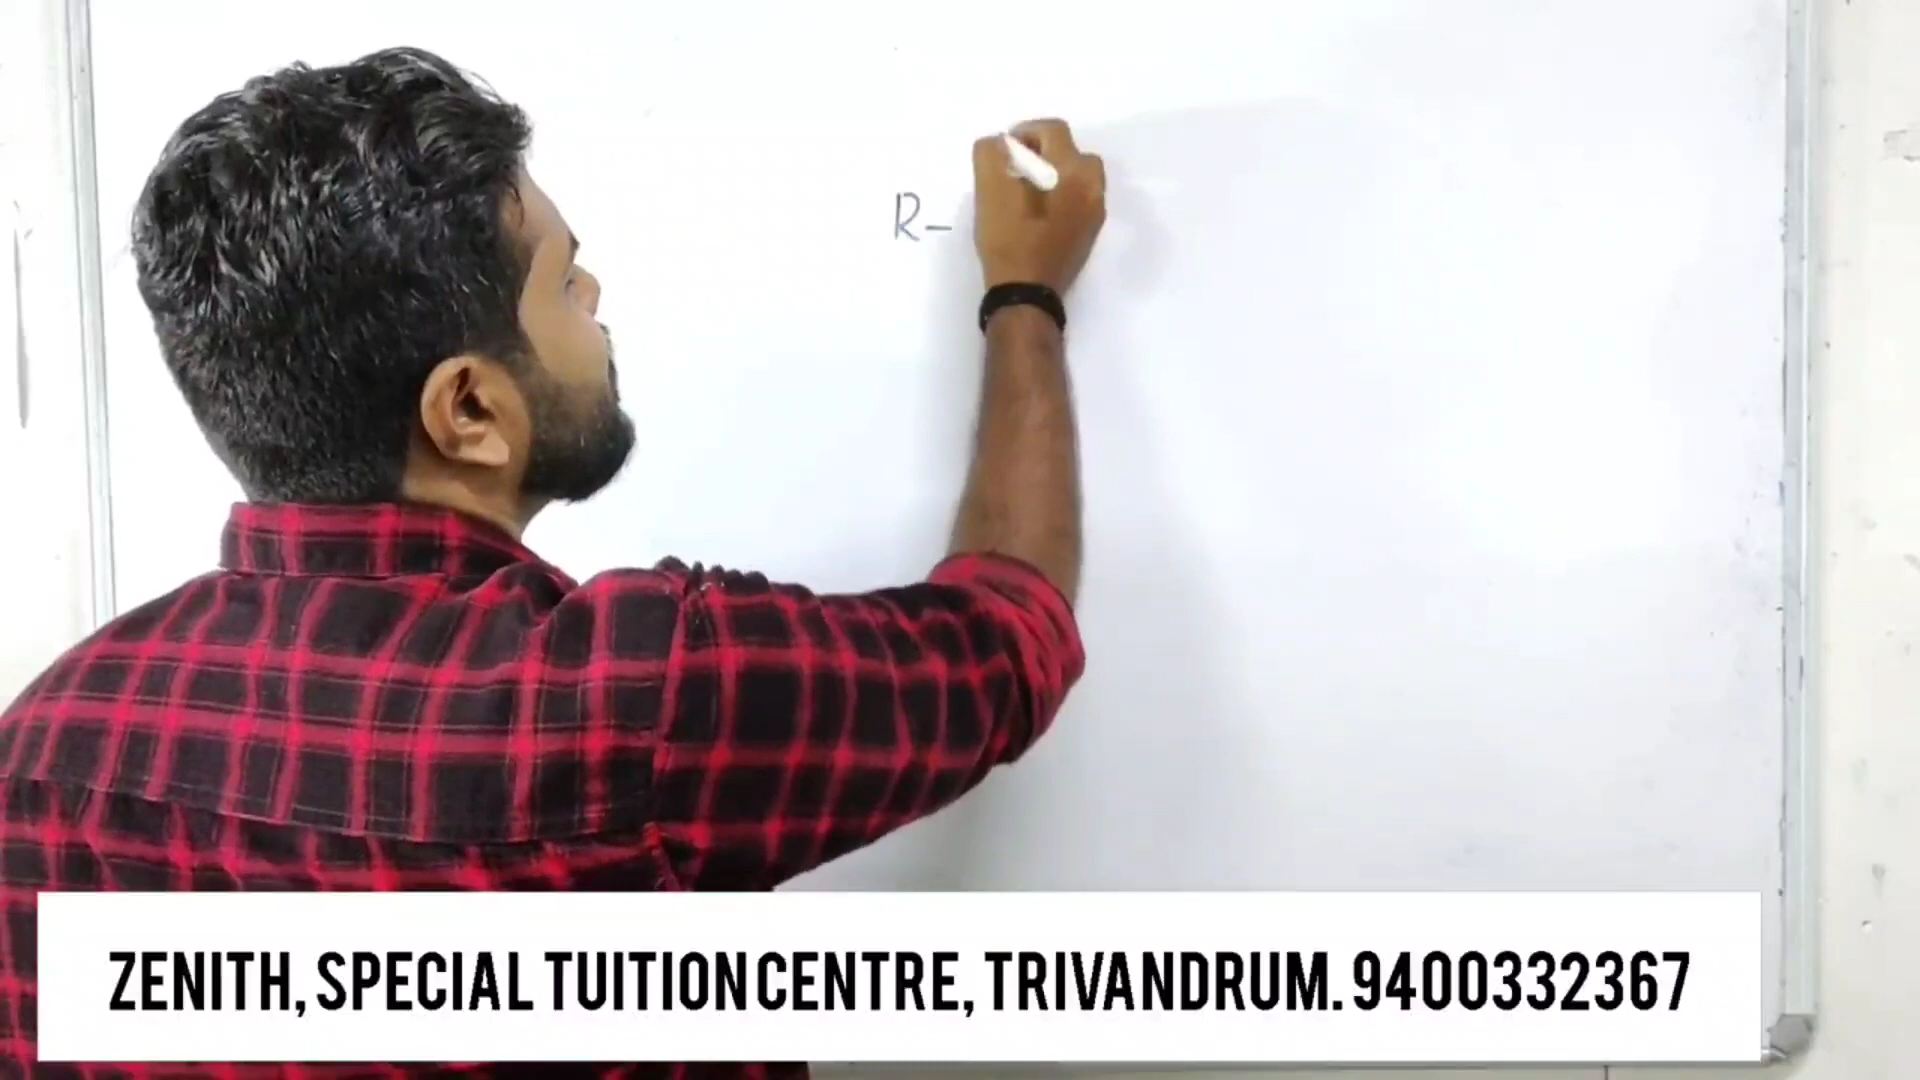 R-
ZENITH, SPECIAL TUITION CENTRE, TRIVANDRUM. 9400332367